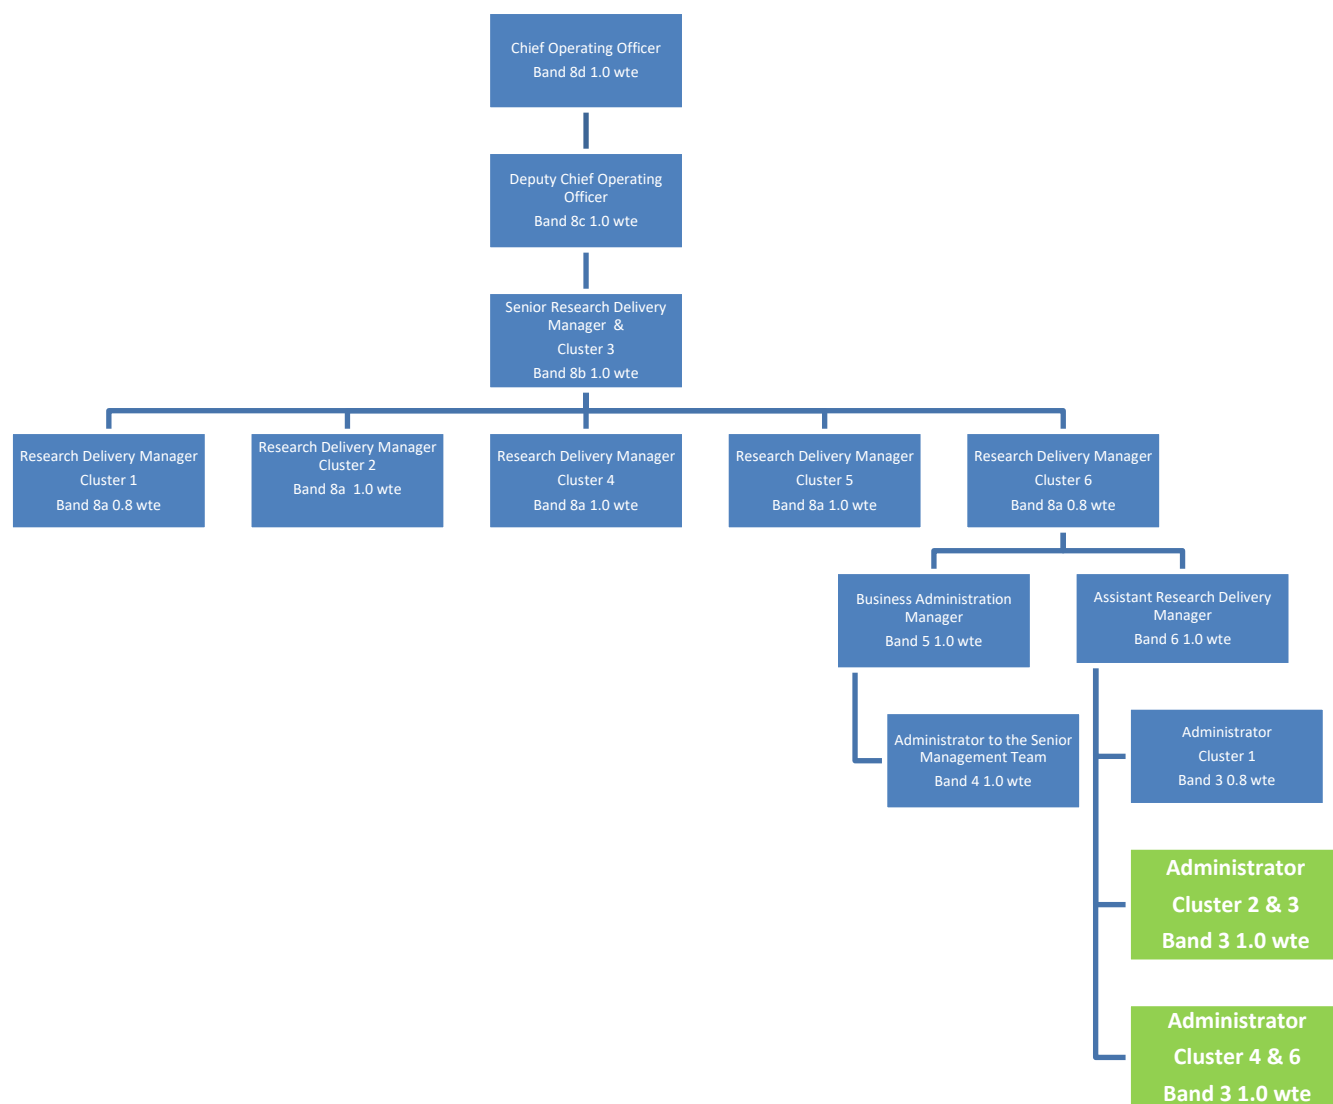 Chief Operating Officer
Band 8d 1.0 wte
Deputy Chief Operating
Officer
Band 8c 1.0 wte
Senior Research Delivery
Manager &
Cluster 3
Band 8b 1.0 wte
Research Delivery Manager
Cluster 1
Band 8a 0.8 wte
Research Delivery Manager
Cluster 2
Band 8a 1.0 wte
Research Delivery Manager
Cluster 4
Band 8a 1.0 wte
Research Delivery Manager
Cluster 5
Band 8a 1.0 wte
Research Delivery Manager
Cluster 6
Band 8a 0.8 wte
Business Administration
Manager
Band 5 1.0 wte
Assistant Research Delivery
Manager
Band 6 1.0 wte
Administrator to the Senior
Management Team
Band 4 1.0 wte
Administrator
Cluster 1
Band 3 0.8 wte
Administrator
Cluster 2 & 3
Band 3 1.0 wte
Administrator
Cluster 4 & 6
Band 3 1.0 wte